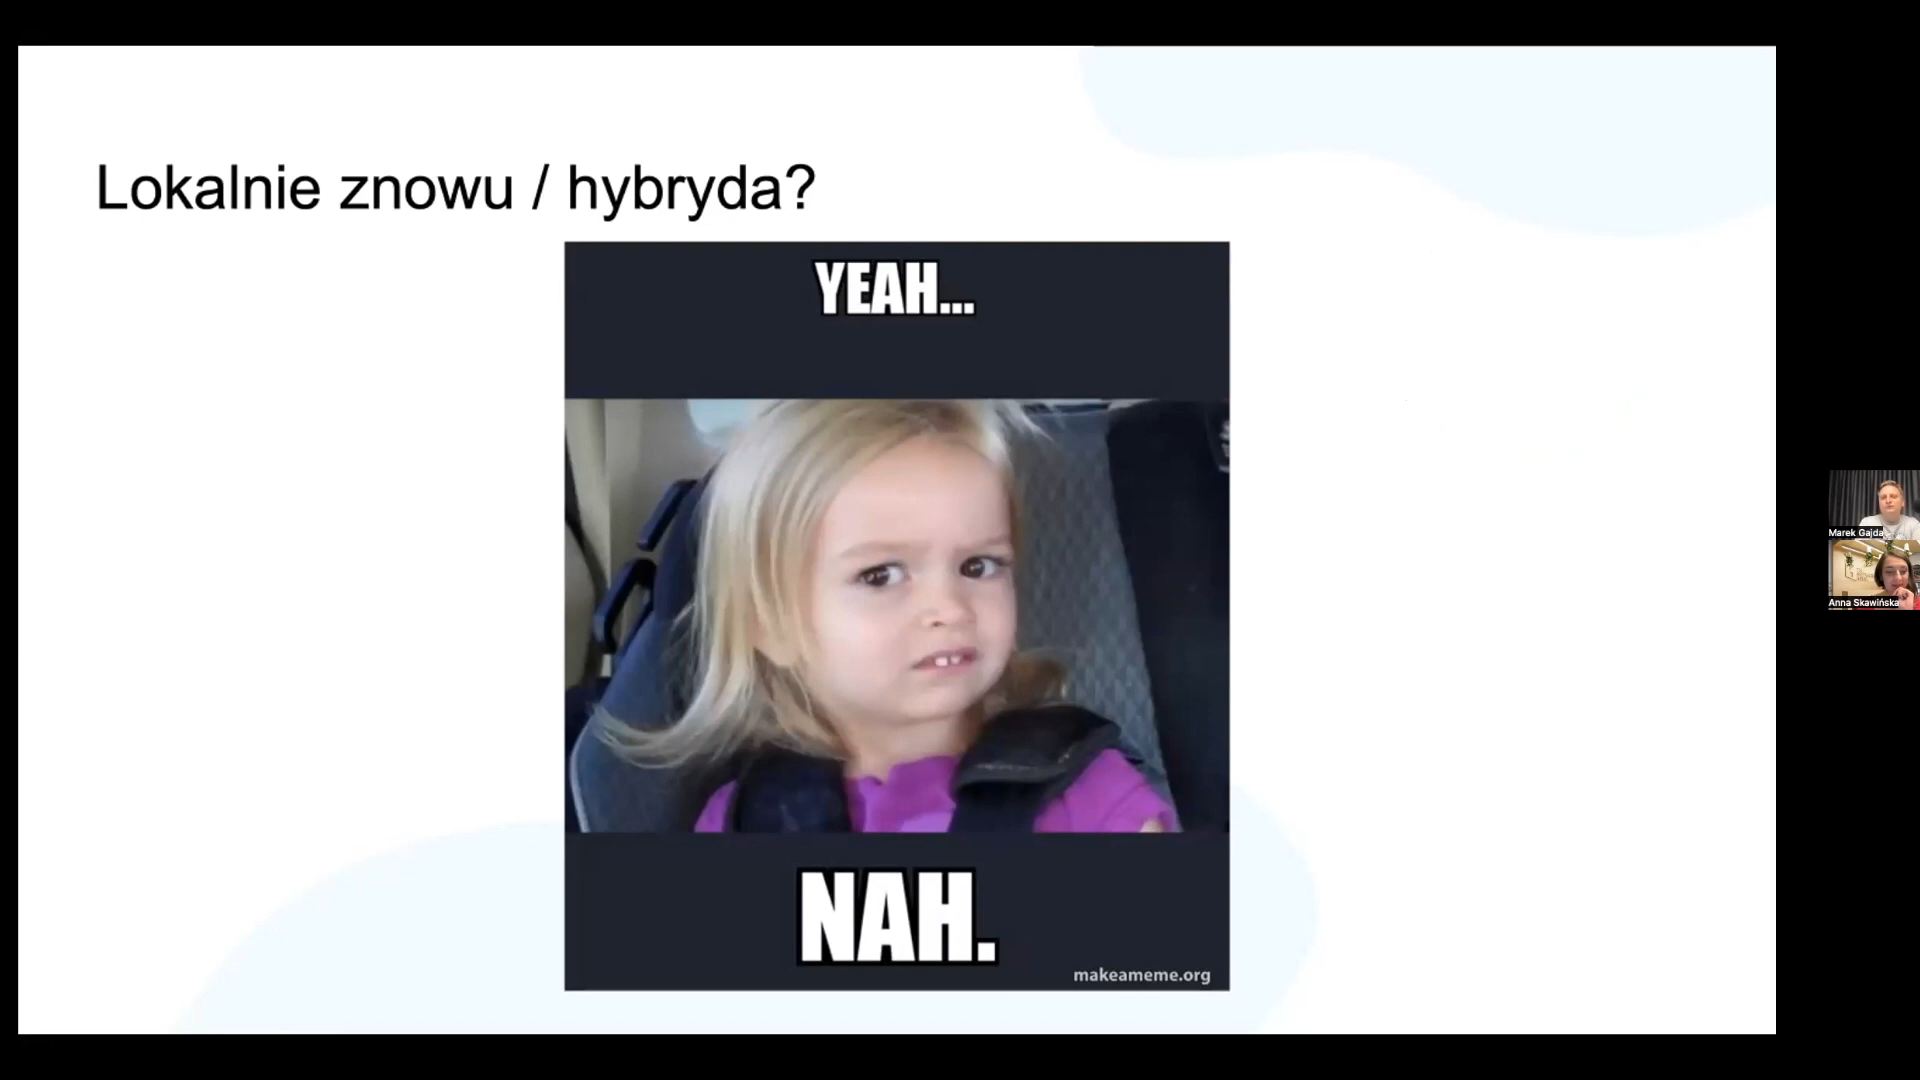 Lokalnie znowu / hybryda?
YEAH...
NAH.
makeameme.org
Marek Gajda
Anna Skawińska